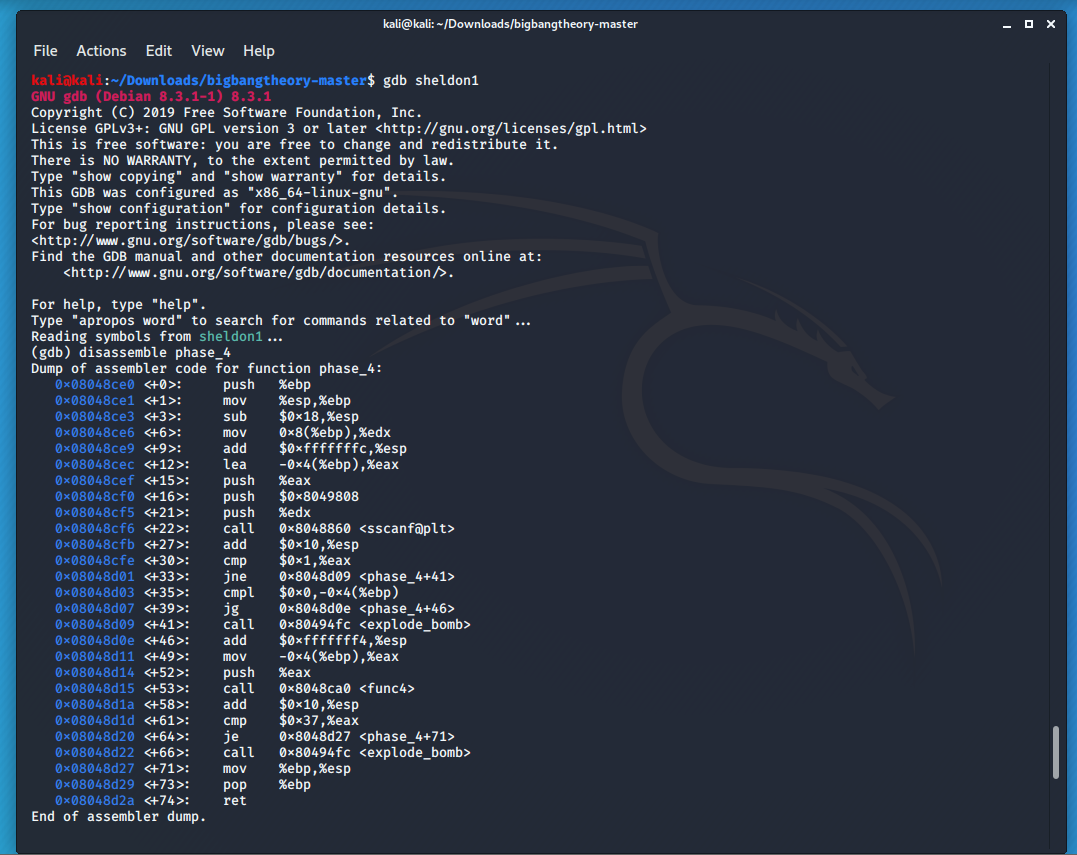 kali@kali: ~/Downloads/bigbangtheory-master
File Actions Edit View Help
kali@kali:~/Downloads/bigbangtheory-master$ gdb sheldon1
GNU gdb (Debian 8.3.1-1) 8.3.1
Copyright (C) 2019 Free Software Foundation, Inc.
License GPLv3+: GNU GPL version 3 or later <http://gnu.org/licenses/gpl.html>
This is free software: you are free to change and redistribute it.
There is NO WARRANTY, to the extent permitted by law.
Type "show copying" and "show warranty" for details.
This GDB was configured as "x86_64-linux-gnu".
Type "show configuration" for configuration details.
For bug reporting instructions, please see:
<http://www.gnu.org/software/gdb/bugs/>.
Find the GDB manual and other documentation resources online at:
    <http://www.gnu.org/software/gdb/documentation/>.
For help, type "help".
Type "apropos word" to search for commands related to "word"...
Reading symbols from sheldon1...
(gdb) disassemble phase_4
Dump of assembler code for function phase_4:
   0x08048ce0 <+0>:     push   %ebp
   0x08048ce1 <+1>:     mov    %esp,%ebp
   0x08048ce3 <+3>:     sub    $0x18,%esp
   0x08048ce6 <+6>:     mov    0x8(%ebp),%edx
   0x08048ce9 <+9>:     add    $0xfffffffc,%esp
   0x08048cec <+12>:    lea    -0x4(%ebp),%eax
   0x08048cef <+15>:    push   %eax
   0x08048cf0 <+16>:    push   $0x8049808
   0x08048cf5 <+21>:    push   %edx
   0x08048cf6 <+22>:    call   0x8048860 <sscanf@plt>
   0x08048cfb <+27>:    add    $0x10,%esp
   0x08048cfe <+30>:    cmp    $0x1,%eax
   0x08048d01 <+33>:    jne    0x8048d09 <phase_4+41>
   0x08048d03 <+35>:    cmpl   $0x0,-0x4(%ebp)
   0x08048d07 <+39>:    jg     0x8048d0e <phase_4+46>
   0x08048d09 <+41>:    call   0x80494fc <explode_bomb>
   0x08048d0e <+46>:    add    $0xfffffff4,%esp
   0x08048d11 <+49>:    mov    -0x4(%ebp),%eax
   0x08048d14 <+52>:    push   %eax
   0x08048d15 <+53>:    call   0x8048ca0 <func4>
   0x08048d1a <+58>:    add    $0x10,%esp
   0x08048d1d <+61>:    cmp    $0x37,%eax
   0x08048d20 <+64>:    je     0x8048d27 <phase_4+71>
   0x08048d22 <+66>:    call   0x80494fc <explode_bomb>
   0x08048d27 <+71>:    mov    %ebp,%esp
   0x08048d29 <+73>:    pop    %ebp
   0x08048d2a <+74>:    ret
End of assembler dump.